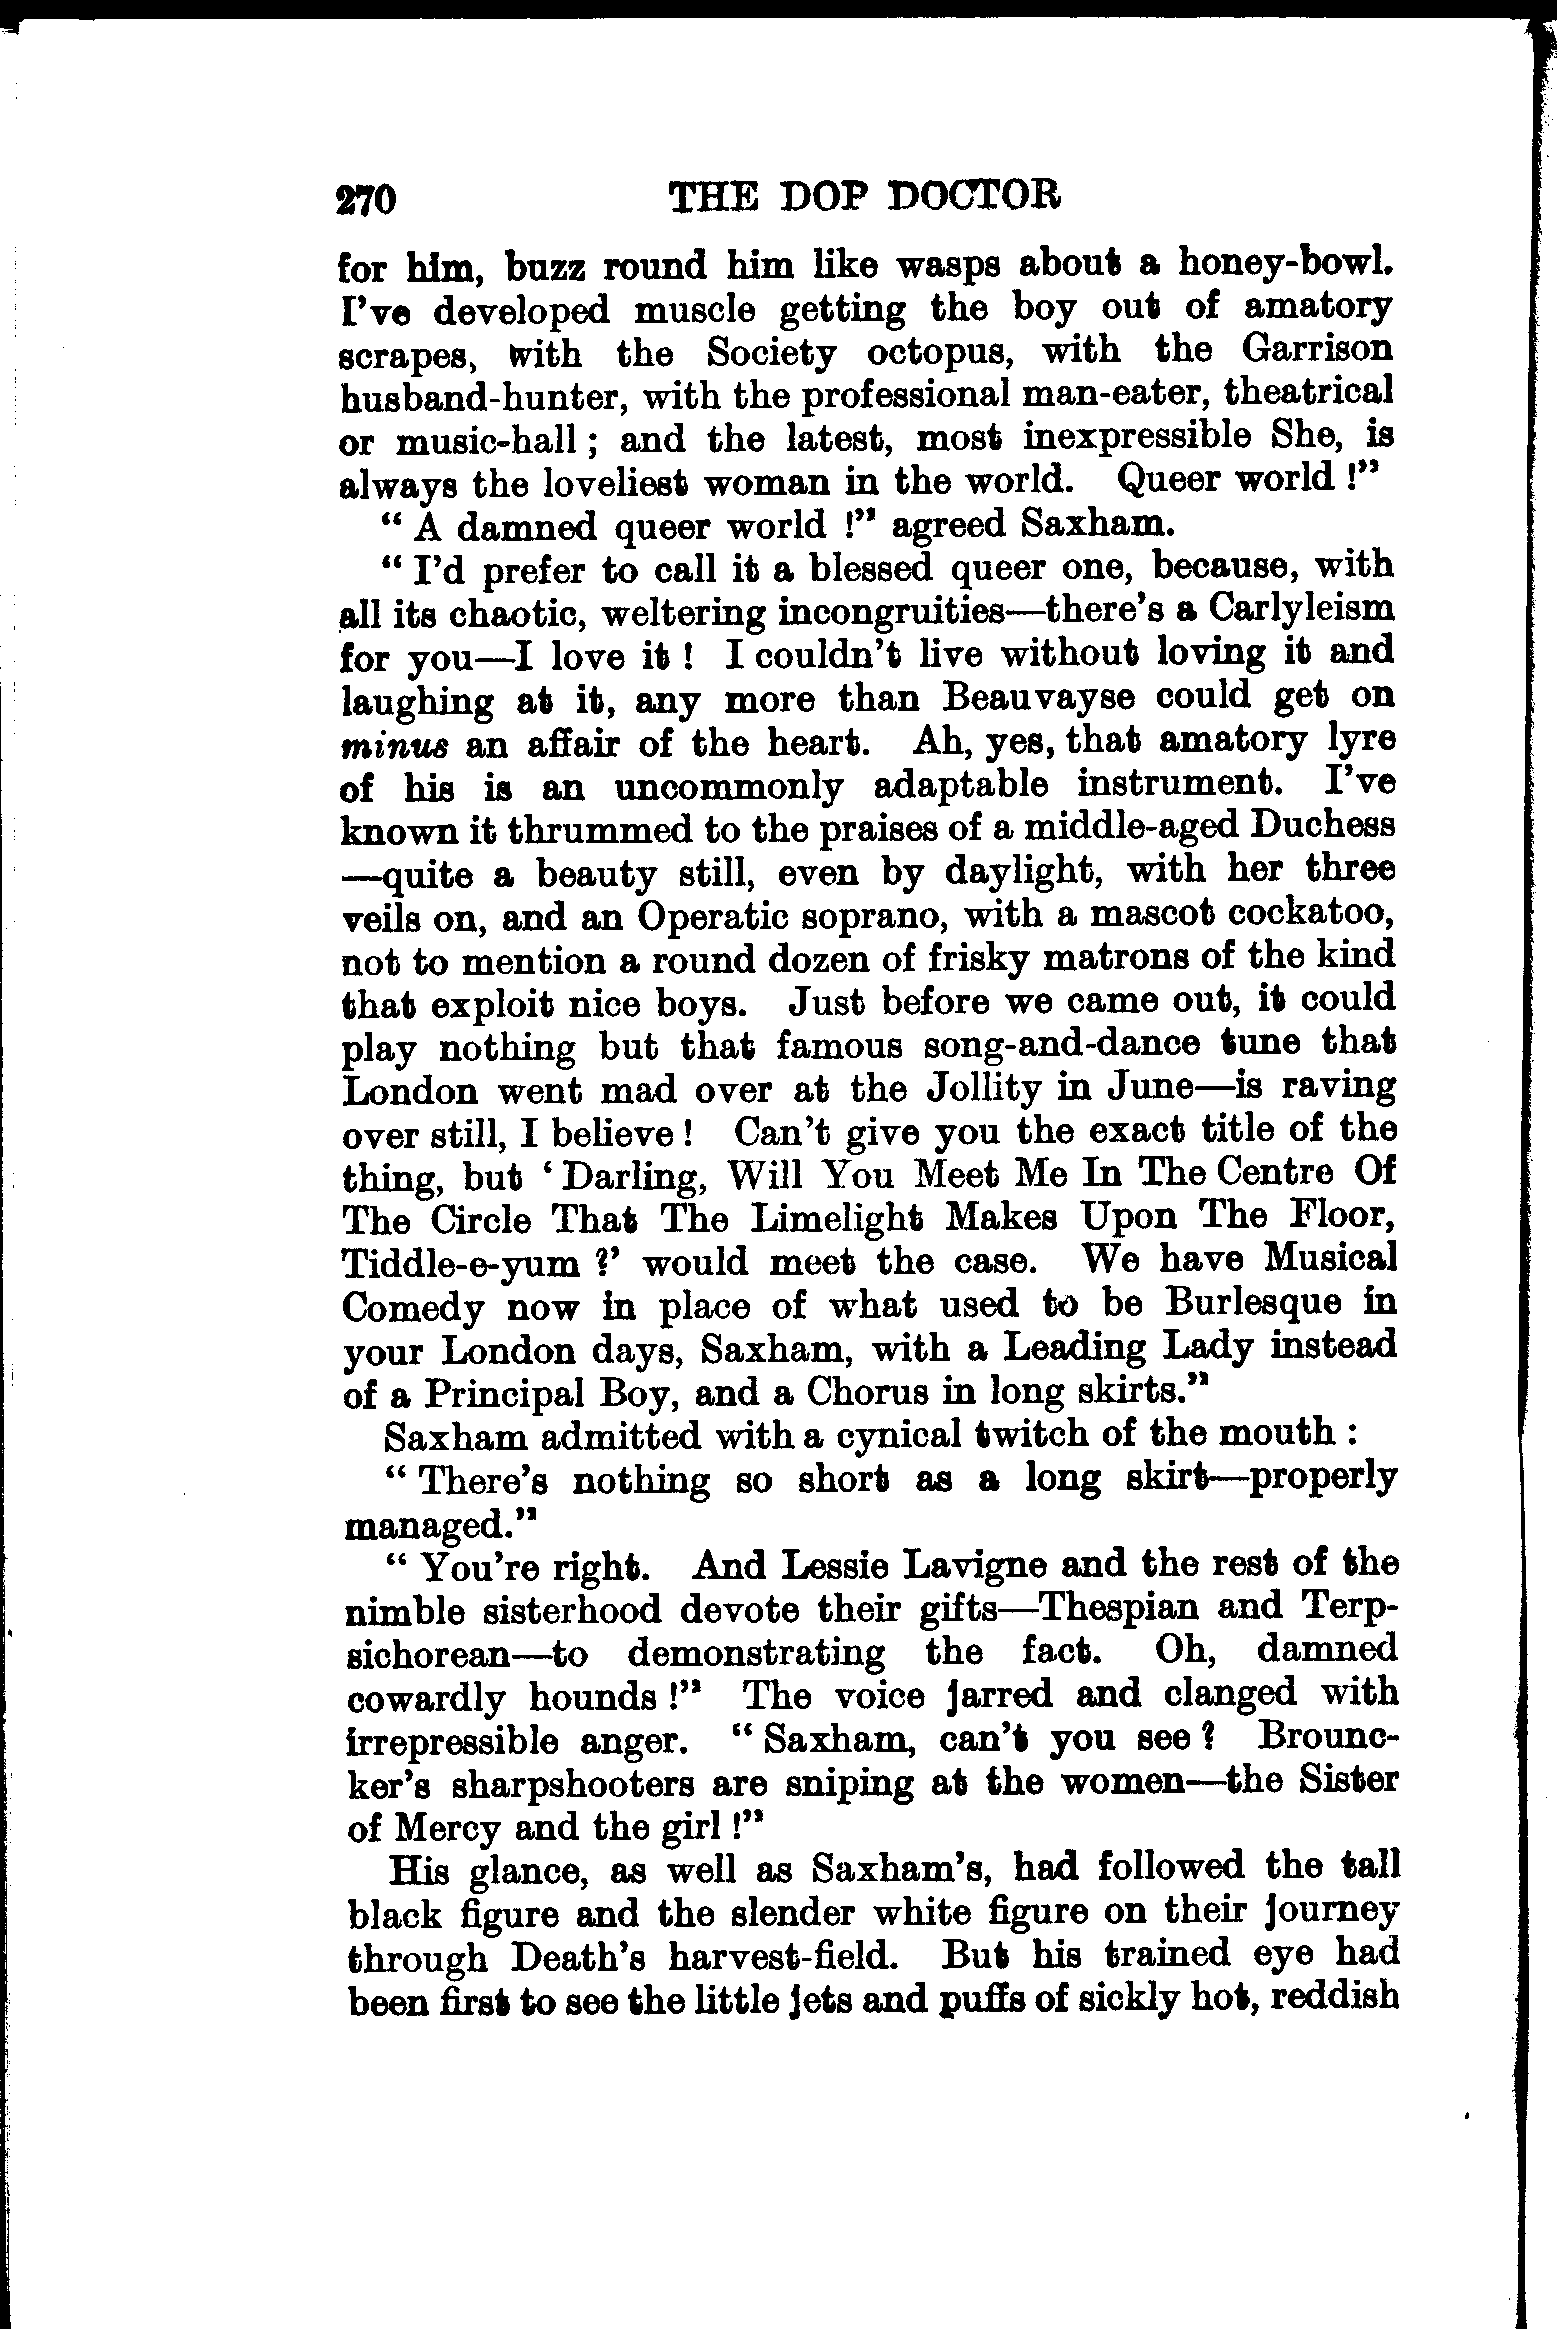 270 THE DOP DOCTOR
for him, buzz round him like wasps about a honey-bowl.
I've developed muscle getting the boy out of amatory
scrapes, with the Society octopus, with the Garrison
husband-hunter, with the professional man-eater, theatrical
or music-hall ; and the latest, most inexpressible She, is
always the loveliest woman in the world. Queer world !"
" A damned queer world !" agreed Saxham.
" I'd prefer to call it a blessed queer one, because, with
all its chaotic, weltering incongruities—there's a Carlyleism
for you—I love it ! I couldn't live without loving it and
laughing at it, any more than Beauvayse could get on
minus an affair of the heart. Ah, yes, that amatory lyre
of his is an uncommonly adaptable instrument. I've
known it thrummed to the praises of a middle-aged Duchess
—quite a beauty still, even by daylight, with her three
veils on, and an Operatic soprano, with a mascot cockatoo,
not to mention a round dozen of frisky matrons of the kind
that exploit nice boys. Just before we came out, it could
play nothing but that famous song-and-dance tune that
London went mad over at the Jollity in June—is raving
over still, I believe ! Can't give you the exact title of the
thing, but ' Darling, Will You Meet Me In The Centre Of
The Circle That The Limelight Makes Upon The Floor,
Tiddle-e-yum ?' would meet the case. We have Musical
Comedy now in place of what used to be Burlesque in
your London days, Saxham, with a Leading Lady instead
of a Principal Boy, and a Chorus in long skirts."
Saxham admitted with a cynical twitch of the mouth :
" There's nothing so short as a long skirt—properly
managed."
" You're right. And Lessie Lavigne and the rest of the
nimble sisterhood devote their gifts—Thespian and Terp-
sichorean—to demonstrating the fact. Oh, damned
cowardly hounds !" The voice jarred and clanged with
irrepressible anger. " Saxham, can't you see ? Brounc-
ker's sharpshooters are sniping at the women—the Sister
of Mercy and the girl !"
His glance, as well as Saxham's, had followed the tall
black figure and the slender white figure on their journey
through Death's harvest-field. But his trained eye had
been first to see the little jets and puffs of sickly hot, reddish